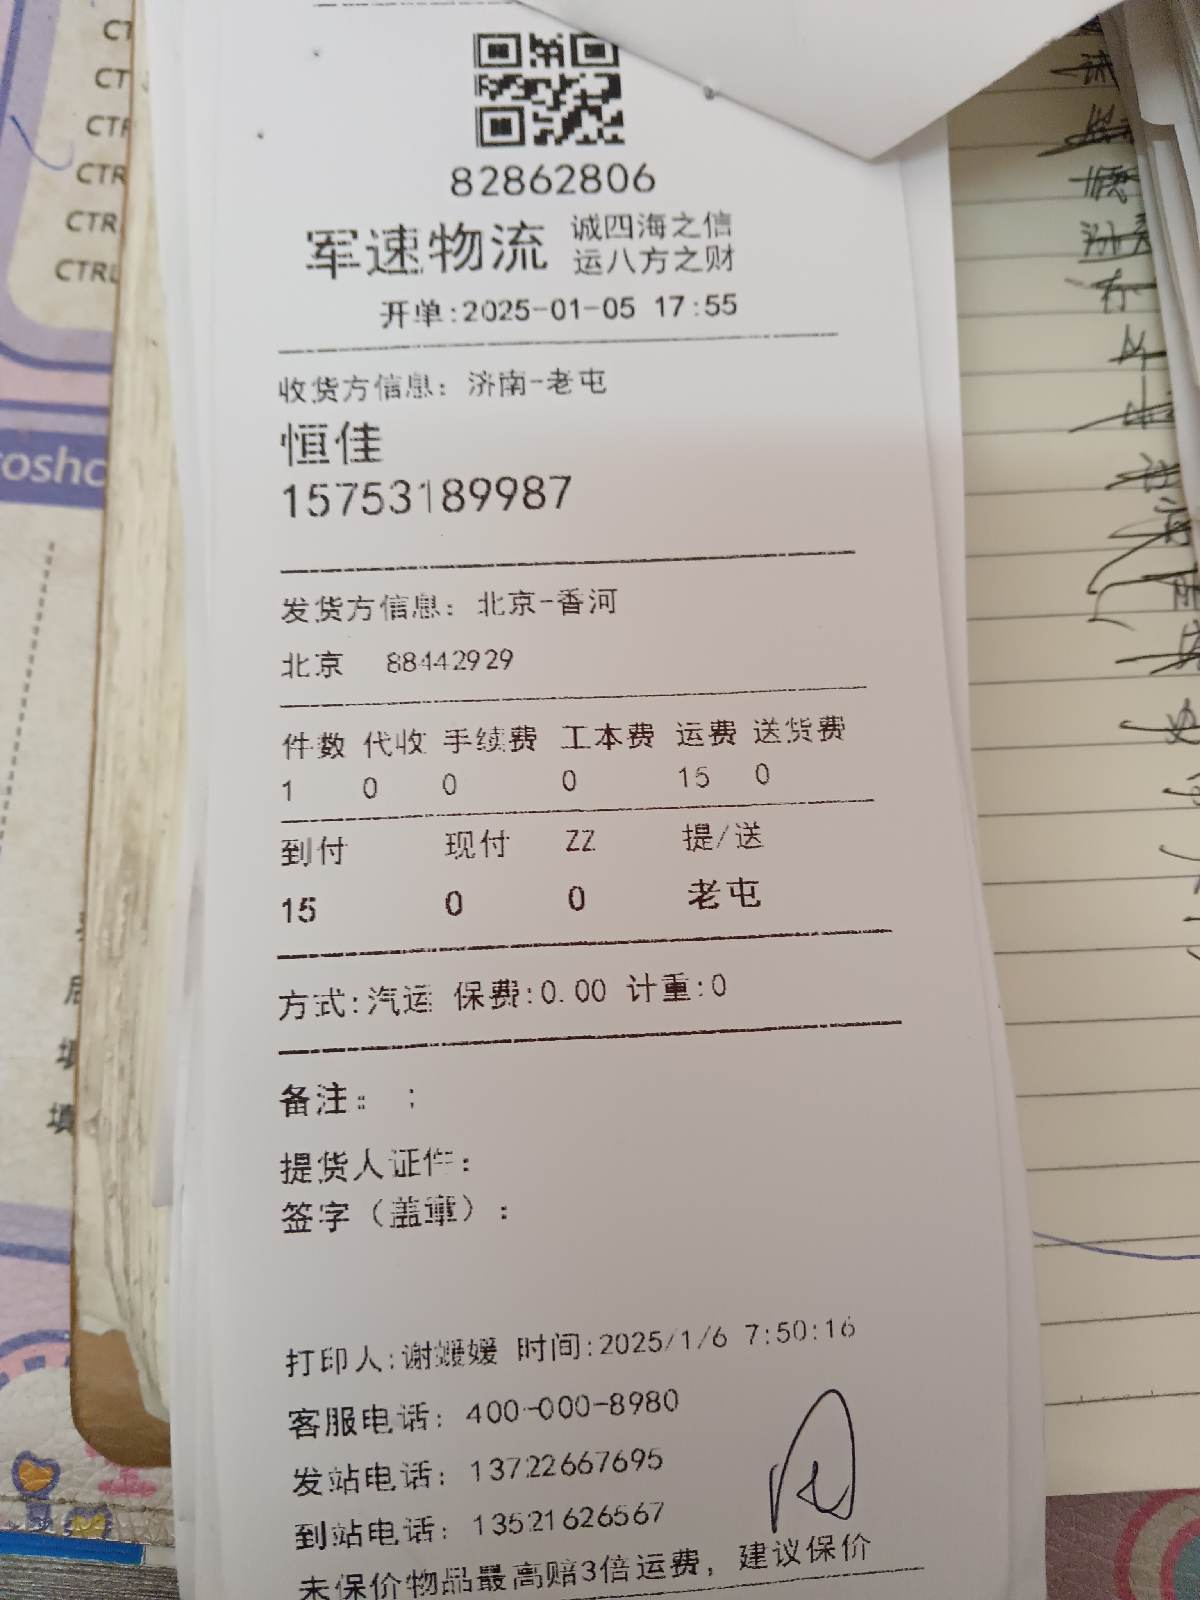 82862806
军速物流 诚四海之信
运八方之财
开单:2025-01-05 17:55
收货方信息: 济南-老屯
恒佳
15753189987
发货方信息: 北京-香河
北京 88442929
件数 代收 手续费 工本费 运费 送货费
1 0 0 0 15 0
到付 现付 ZZ 提/送
15 0 0 老屯
方式:汽运 保费:0.00 计重:0
备注: ;
提货人证件:
签字（盖章）:
打印人:谢媛媛 时间:2025/1/6 7:50:16
客服电话: 400-000-8980
发站电话: 13722667695
到站电话: 13521626567
未保价物品最高赔3倍运费, 建议保价
CTRL